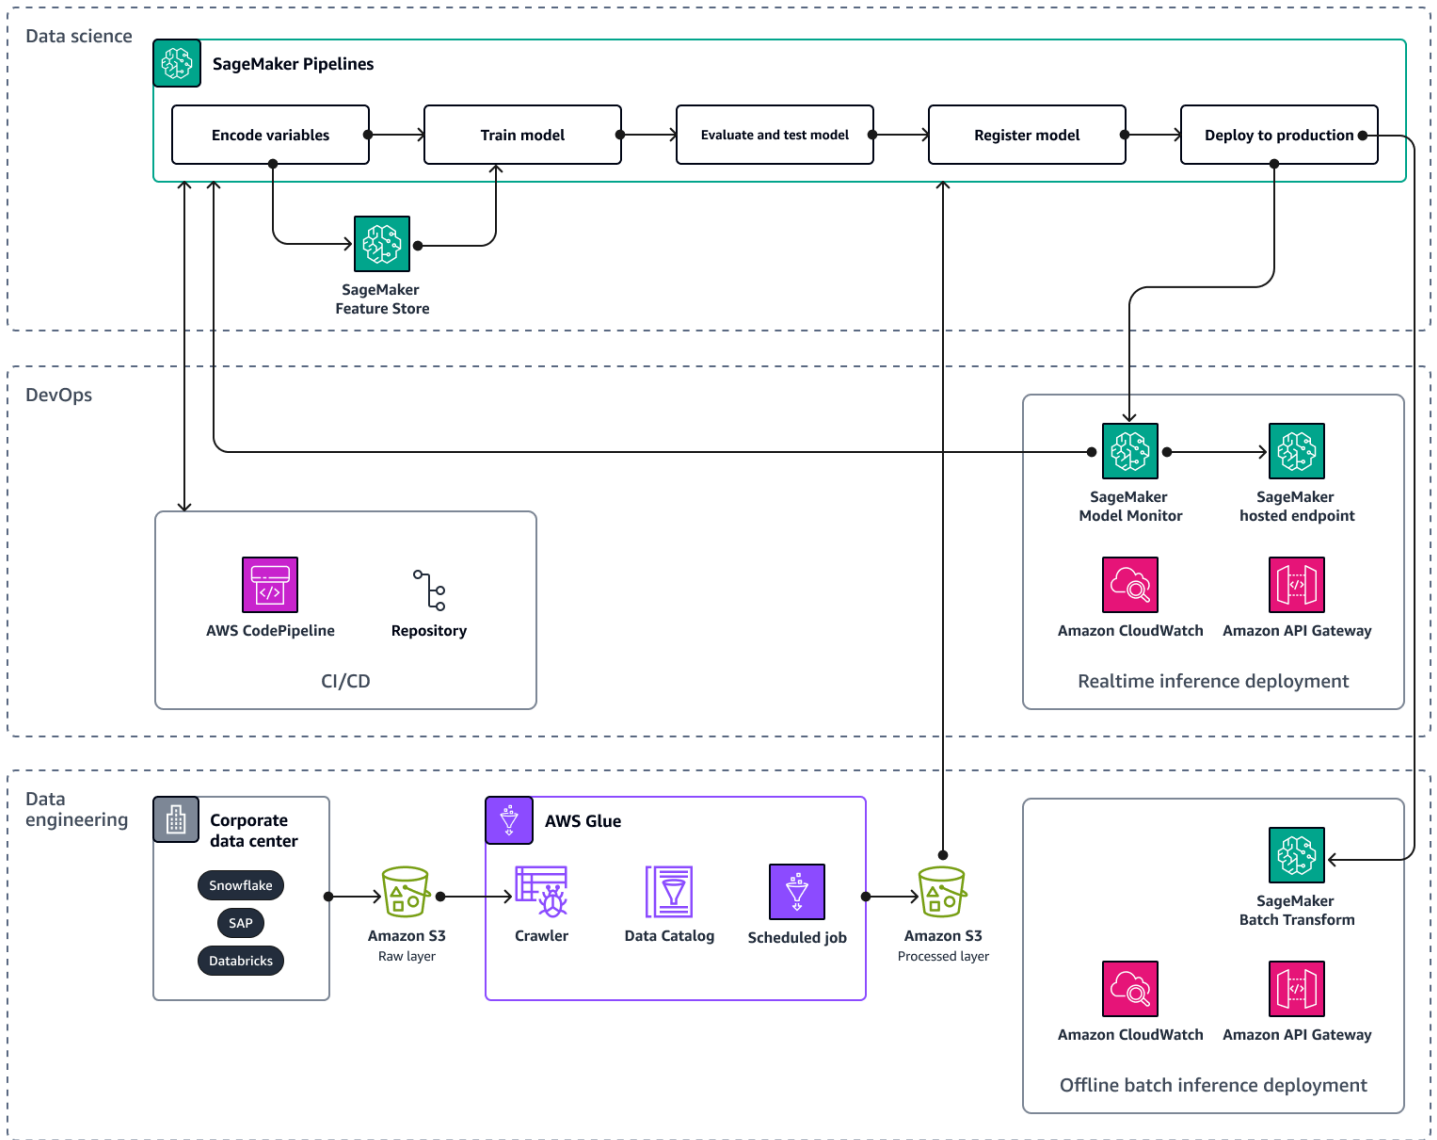 Data science
SageMaker Pipelines
Encode variables
Train model
Evaluate and test model
Register model
Deploy to production
SageMaker
Feature Store
DevOps
SageMaker
Model Monitor
SageMaker
hosted endpoint
AWS CodePipeline
Repository
CI/CD
Amazon CloudWatch
Amazon API Gateway
Realtime inference deployment
Data
engineering
Corporate
data center
Snowflake
SAP
Databricks
Amazon S3
Raw layer
AWS Glue
Crawler
Data Catalog
Scheduled job
Amazon S3
Processed layer
SageMaker
Batch Transform
Amazon CloudWatch
Amazon API Gateway
Offline batch inference deployment